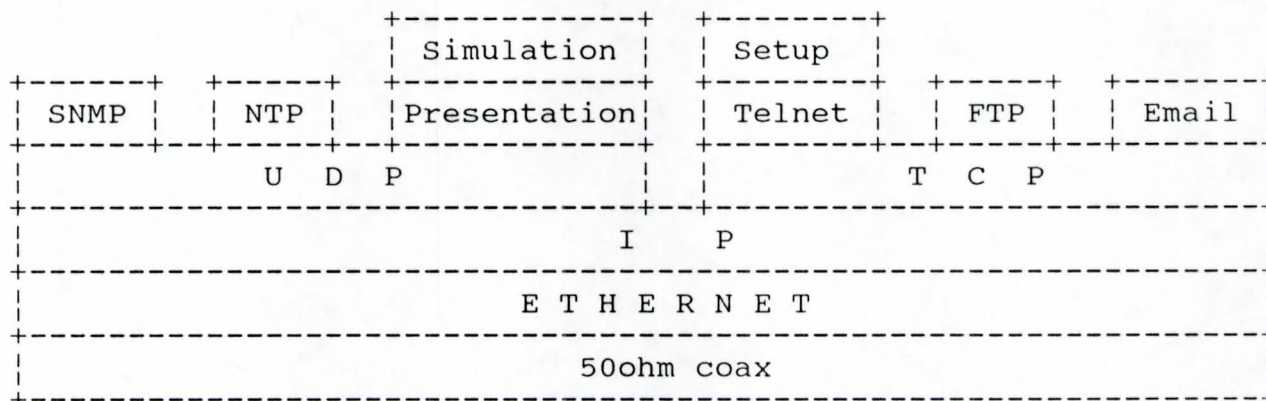 Simulation Setup
SNMP NTP Presentation Telnet FTP Email
U D P T C P
I P
E T H E R N E T
50ohm coax